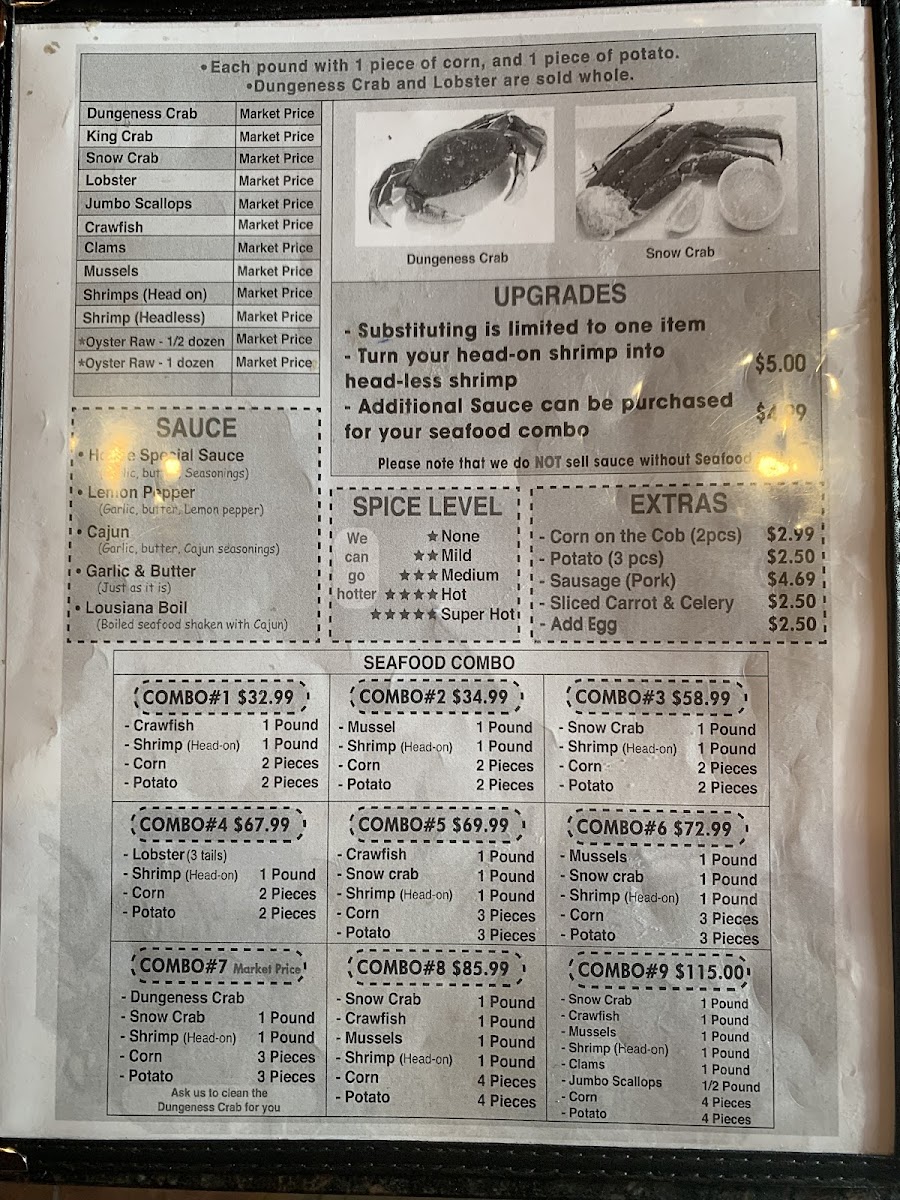 •Each pound with 1 piece of corn, and 1 piece of potato.
•Dungeness Crab and Lobster are sold whole.
Dungeness Crab Market Price
King Crab Market Price
Snow Crab Market Price
Lobster Market Price
Jumbo Scallops Market Price
Crawfish Market Price
Clams Market Price
Mussels Market Price
Shrimps (Head on) Market Price
Shrimp (Headless) Market Price
*Oyster Raw - 1/2 dozen Market Price
*Oyster Raw - 1 dozen Market Price
Dungeness Crab
Snow Crab
UPGRADES
- Substituting is limited to one item
- Turn your head-on shrimp into
head-less shrimp $5.00
- Additional Sauce can be purchased
for your seafood combo
Please note that we do NOT sell sauce without Seafood
SAUCE
• Special Sauce
Seasonings)
• Lemon Pepper
(Garlic, butter, Lemon pepper)
• Cajun
(Garlic, butter, Cajun seasonings)
• Garlic & Butter
(Just as it is)
• Lousiana Boil
(Boiled seafood shaken with Cajun)
SPICE LEVEL
We
can
go
hotter
★ None
★★ Mild
★★★ Medium
★★★★ Hot
★★★★★ Super Hot
EXTRAS
- Corn on the Cob (2pcs) $2.99
- Potato (3 pcs) $2.50
- Sausage (Pork) $4.69
- Sliced Carrot & Celery $2.50
- Add Egg $2.50
SEAFOOD COMBO
COMBO#1 $32.99
- Crawfish 1 Pound
- Shrimp (Head-on) 1 Pound
- Corn 2 Pieces
- Potato 2 Pieces
COMBO#2 $34.99
- Mussel 1 Pound
- Shrimp (Head-on) 1 Pound
- Corn 2 Pieces
- Potato 2 Pieces
COMBO#3 $58.99
- Snow Crab 1 Pound
- Shrimp (Head-on) 1 Pound
- Corn 2 Pieces
- Potato 2 Pieces
COMBO#4 $67.99
- Lobster (3 tails)
- Shrimp (Head-on) 1 Pound
- Corn 2 Pieces
- Potato 2 Pieces
COMBO#5 $69.99
- Crawfish 1 Pound
- Snow crab 1 Pound
- Shrimp (Head-on) 1 Pound
- Corn 3 Pieces
- Potato 3 Pieces
COMBO#6 $72.99
- Mussels 1 Pound
- Snow crab 1 Pound
- Shrimp (Head-on) 1 Pound
- Corn 3 Pieces
- Potato 3 Pieces
COMBO#7 Market Price
- Dungeness Crab
- Snow Crab 1 Pound
- Shrimp (Head-on) 1 Pound
- Corn 3 Pieces
- Potato 3 Pieces
Ask us to clean the
Dungeness Crab for you
COMBO#8 $85.99
- Snow Crab 1 Pound
- Crawfish 1 Pound
- Mussels 1 Pound
- Shrimp (Head-on) 1 Pound
- Corn 4 Pieces
- Potato 4 Pieces
COMBO#9 $115.00
- Snow Crab 1 Pound
- Crawfish 1 Pound
- Mussels 1 Pound
- Shrimp (Head-on) 1 Pound
- Clams 1 Pound
- Jumbo Scallops 1/2 Pound
- Corn 4 Pieces
- Potato 4 Pieces